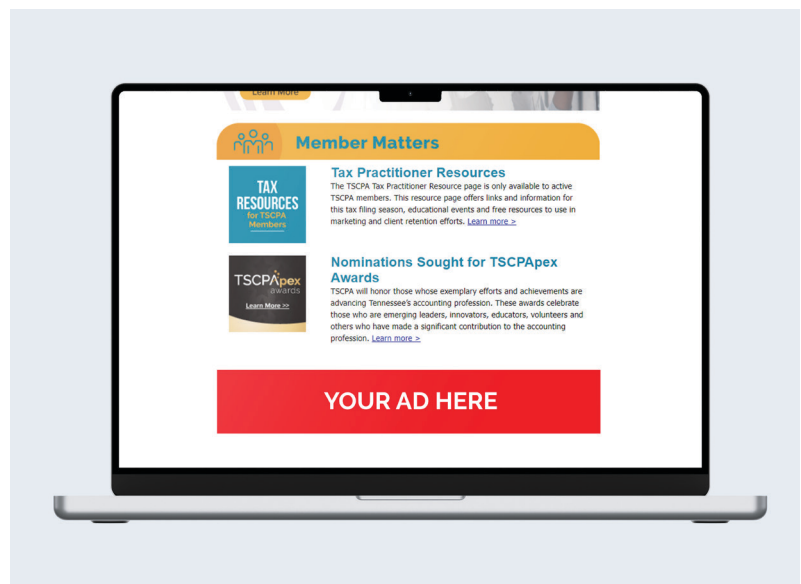 Learn More
Member Matters
TAX
RESOURCES
for TSCPA
Members
Tax Practitioner Resources
The TSCPA Tax Practitioner Resource page is only available to active
TSCPA members. This resource page offers links and information for
this tax filing season, educational events and free resources to use in
marketing and client retention efforts. Learn more >
TSCPApex
awards
Learn More >>
Nominations Sought for TSCPApex
Awards
TSCPA will honor those whose exemplary efforts and achievements are
advancing Tennessee’s accounting profession. These awards celebrate
those who are emerging leaders, innovators, educators, volunteers and
others who have made a significant contribution to the accounting
profession. Learn more >
YOUR AD HERE